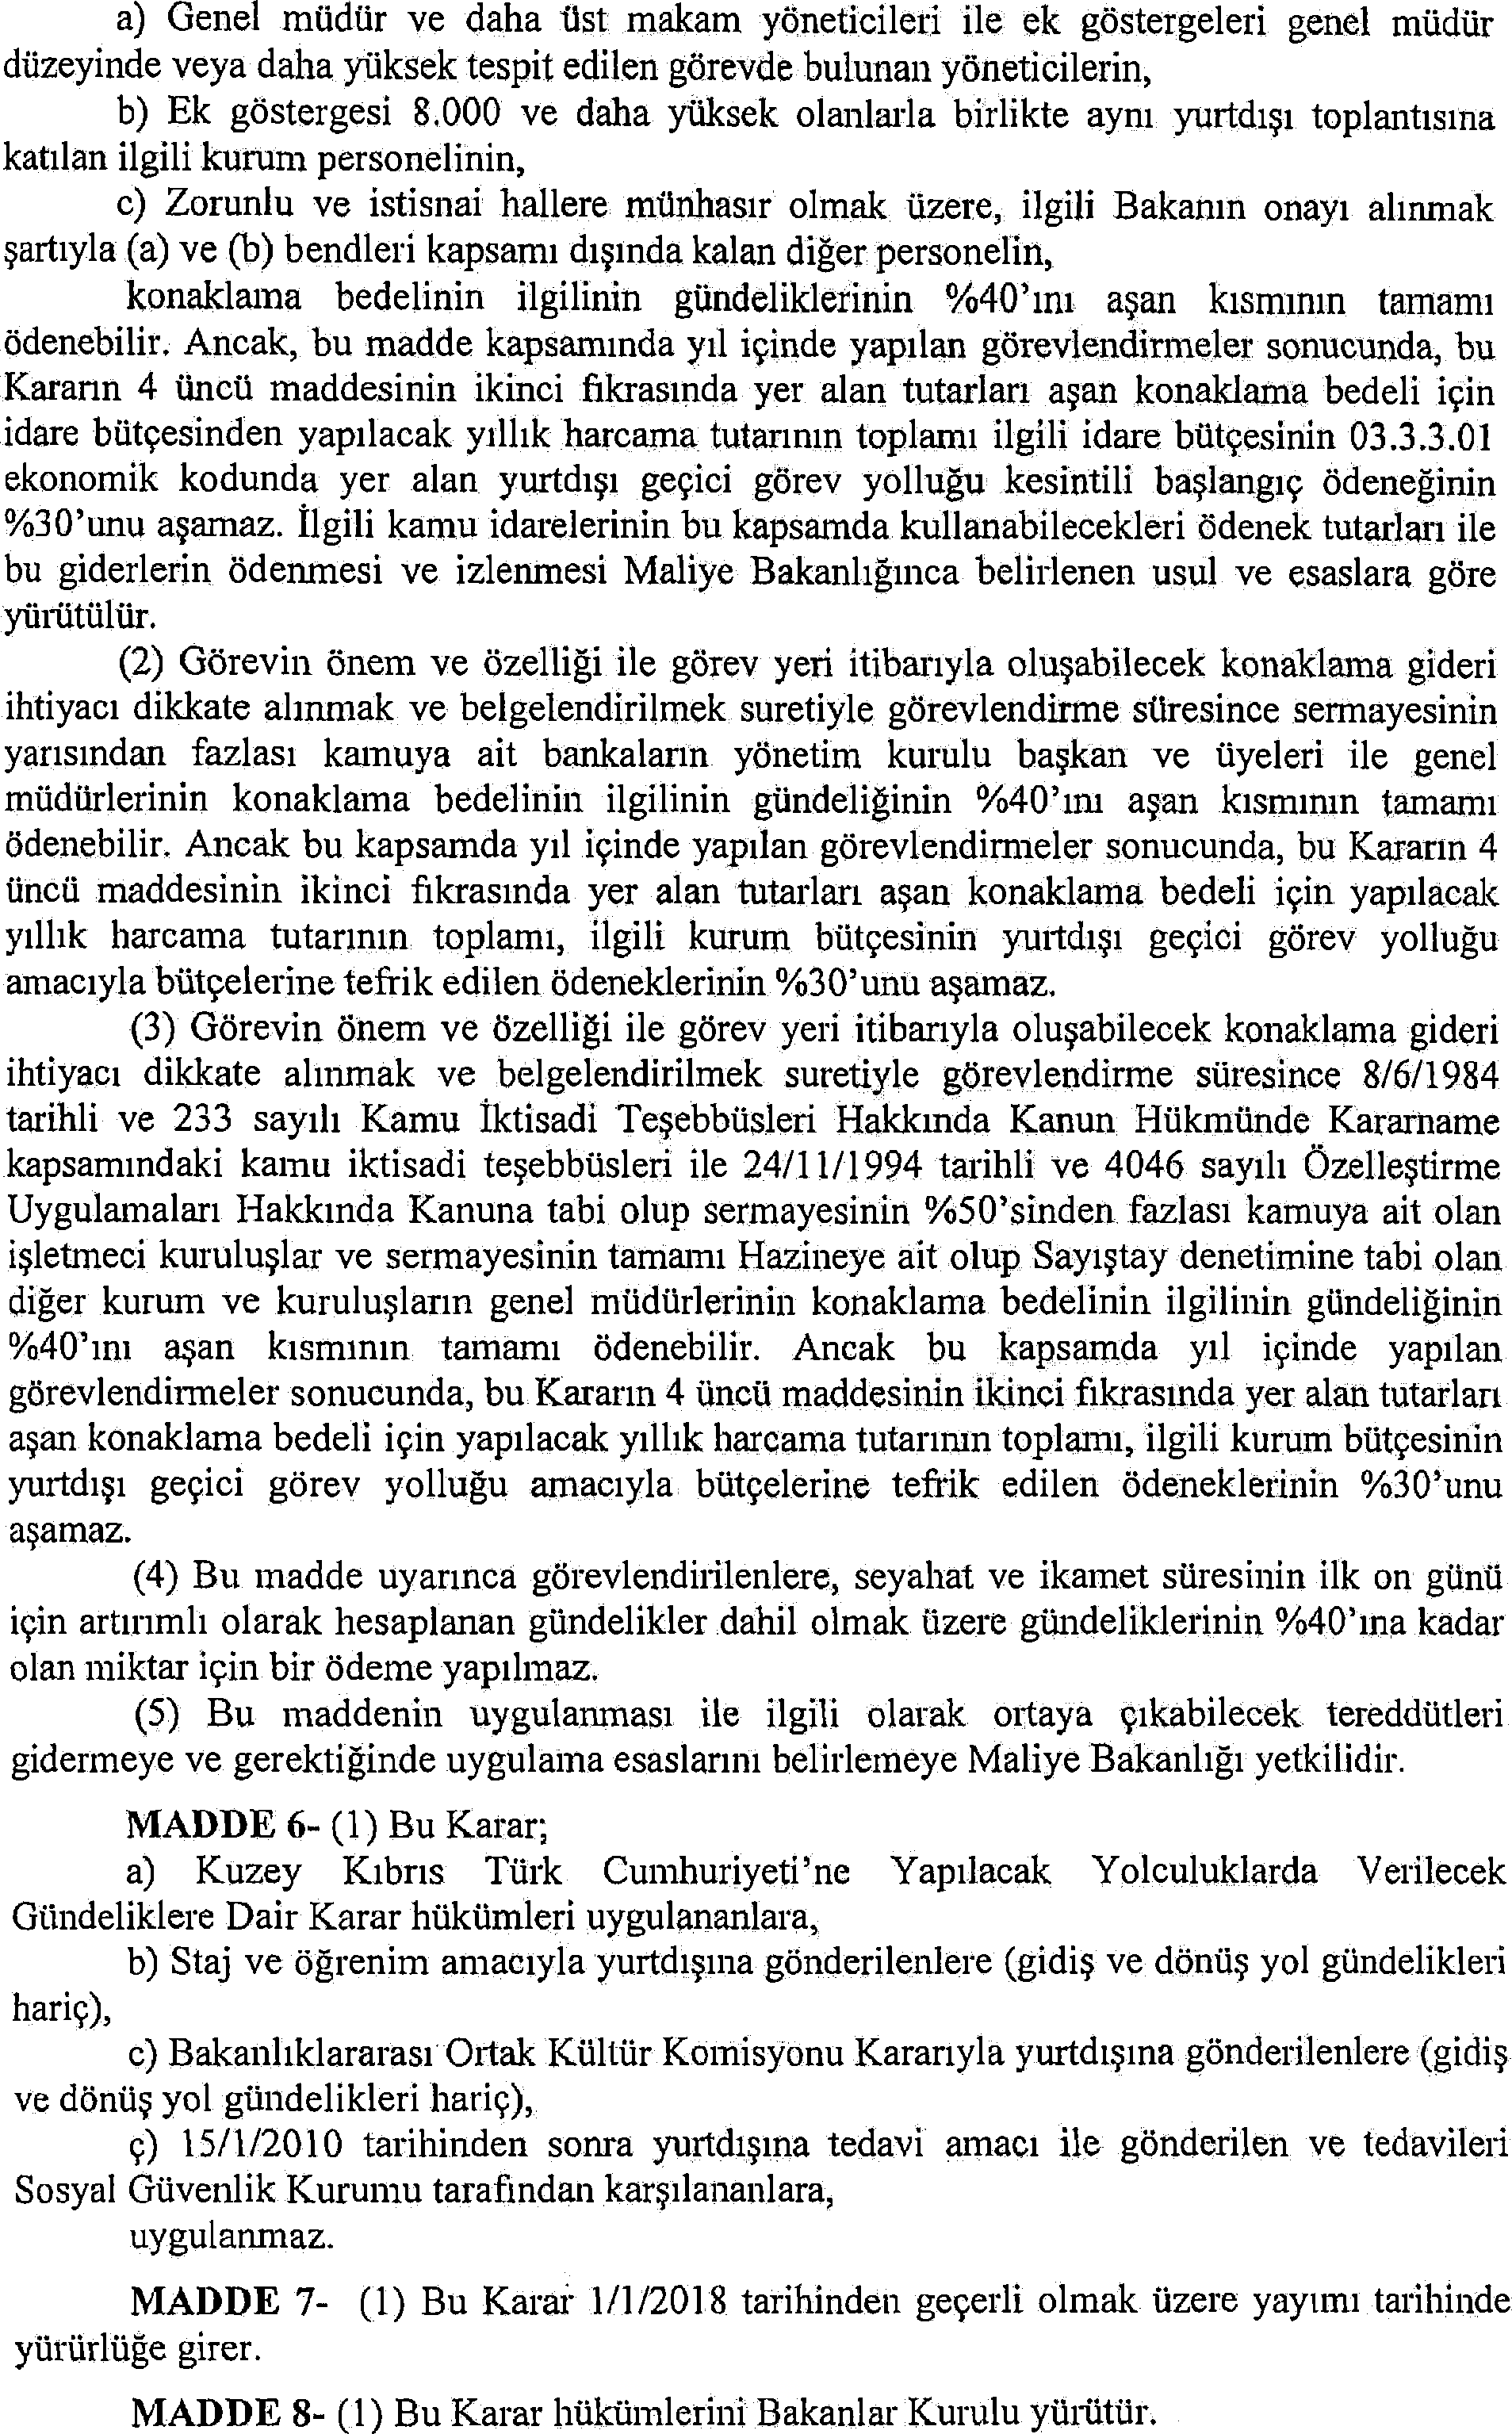 a) Genel müdür ve daha üst makam yöneticileri ile ek göstergeleri genel müdür
düzeyinde veya daha yüksek tespit edilen görevde bulunan yöneticilerin,
b) Ek göstergesi 8.000 ve daha yüksek olanlarla birlikte aynı yurtdışı toplantısına
katılan ilgili kurum personelinin,
c) Zorunlu ve istisnai hallere münhasır olmak üzere, ilgili Bakanın onayı alınmak
şartıyla (a) ve (b) bendleri kapsamı dışında kalan diğer personelin,
konaklama bedelinin ilgilinin gündeliklerinin %40’ını aşan kısmının tamamı
ödenebilir. Ancak, bu madde kapsamında yıl içinde yapılan görevlendirmeler sonucunda, bu
Kararın 4 üncü maddesinin ikinci fıkrasında yer alan tutarları aşan konaklama bedeli için
idare bütçesinden yapılacak yıllık harcama tutarının toplamı ilgili idare bütçesinin 03.3.3.01
ekonomik kodunda yer alan yurtdışı geçici görev yolluğu kesintili başlangıç ödeneğinin
%30’unu aşamaz. İlgili kamu idarelerinin bu kapsamda kullanabilecekleri ödenek tutarları ile
bu giderlerin ödenmesi ve izlenmesi Maliye Bakanlığınca belirlenen usul ve esaslara göre
yürütülür.
(2) Görevin önem ve özelliği ile görev yeri itibarıyla oluşabilecek konaklama gideri
ihtiyacı dikkate alınmak ve belgelendirilmek suretiyle görevlendirme süresince sermayesinin
yarısından fazlası kamuya ait bankaların yönetim kurulu başkan ve üyeleri ile genel
müdürlerinin konaklama bedelinin ilgilinin gündeliğinin %40’ını aşan kısmının tamamı
ödenebilir. Ancak bu kapsamda yıl içinde yapılan görevlendirmeler sonucunda, bu Kararın 4
üncü maddesinin ikinci fıkrasında yer alan tutarları aşan konaklama bedeli için yapılacak
yıllık harcama tutarının toplamı, ilgili kurum bütçesinin yurtdışı geçici görev yolluğu
amacıyla bütçelerine tefrik edilen ödeneklerinin %30’unu aşamaz.
(3) Görevin önem ve özelliği ile görev yeri itibarıyla oluşabilecek konaklama gideri
ihtiyacı dikkate alınmak ve belgelendirilmek suretiyle görevlendirme süresince 8/6/1984
tarihli ve 233 sayılı Kamu İktisadi Teşebbüsleri Hakkında Kanun Hükmünde Kararname
kapsamındaki kamu iktisadi teşebbüsleri ile 24/11/1994 tarihli ve 4046 sayılı Özelleştirme
Uygulamaları Hakkında Kanuna tabi olup sermayesinin %50’sinden fazlası kamuya ait olan
işletmeci kuruluşlar ve sermayesinin tamamı Hazineye ait olup Sayıştay denetimine tabi olan
diğer kurum ve kuruluşların genel müdürlerinin konaklama bedelinin ilgilinin gündeliğinin
%40’ını aşan kısmının tamamı ödenebilir. Ancak bu kapsamda yıl içinde yapılan
görevlendirmeler sonucunda, bu Kararın 4 üncü maddesinin ikinci fıkrasında yer alan tutarları
aşan konaklama bedeli için yapılacak yıllık harcama tutarının toplamı, ilgili kurum bütçesinin
yurtdışı geçici görev yolluğu amacıyla bütçelerine tefrik edilen ödeneklerinin %30’unu
aşamaz.
(4) Bu madde uyarınca görevlendirilenlere, seyahat ve ikamet süresinin ilk on günü
için artırımlı olarak hesaplanan gündelikler dahil olmak üzere gündeliklerinin %40’ına kadar
olan miktar için bir ödeme yapılmaz.
(5) Bu maddenin uygulanması ile ilgili olarak ortaya çıkabilecek tereddütleri
gidermeye ve gerektiğinde uygulama esaslarını belirlemeye Maliye Bakanlığı yetkilidir.
MADDE 6- (1) Bu Karar;
a) Kuzey Kıbrıs Türk Cumhuriyeti’ne Yapılacak Yolculuklarda Verilecek
Gündeliklere Dair Karar hükümleri uygulananlara,
b) Staj ve öğrenim amacıyla yurtdışına gönderilenlere (gidiş ve dönüş yol gündelikleri
hariç),
c) Bakanlıklararası Ortak Kültür Komisyonu Kararıyla yurtdışına gönderilenlere (gidiş
ve dönüş yol gündelikleri hariç),
ç) 15/1/2010 tarihinden sonra yurtdışına tedavi amacı ile gönderilen ve tedavileri
Sosyal Güvenlik Kurumu tarafından karşılananlara,
uygulanmaz.
MADDE 7- (1) Bu Karar 1/1/2018 tarihinden geçerli olmak üzere yayımı tarihinde
yürürlüğe girer.
MADDE 8- (1) Bu Karar hükümlerini Bakanlar Kurulu yürütür.